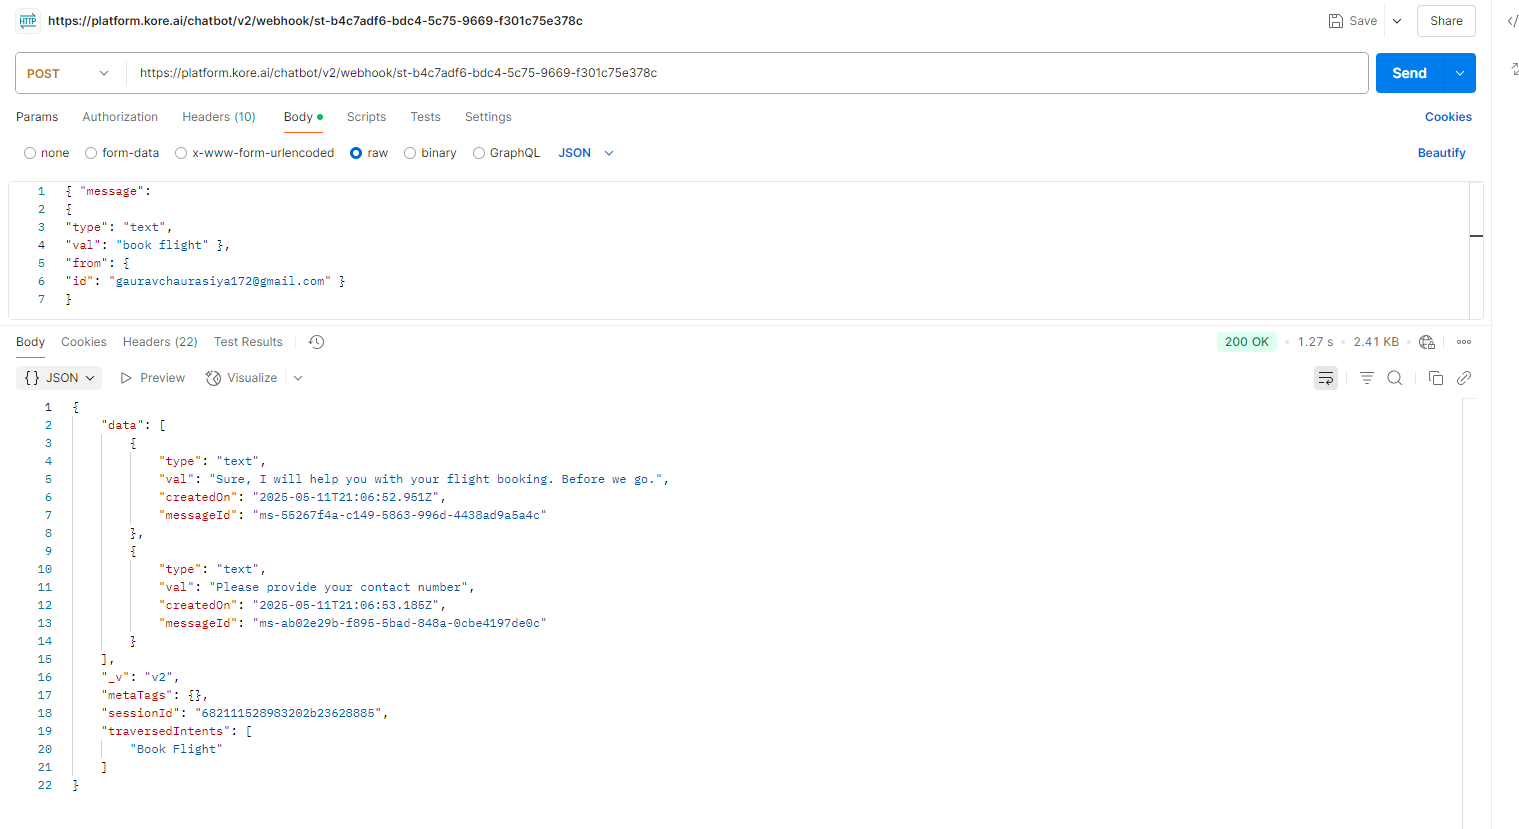 HTTP https://platform.kore.ai/chatbot/v2/webhook/st-b4c7adf6-bdc4-5c75-9669-f301c75e378c Save Share
POST https://platform.kore.ai/chatbot/v2/webhook/st-b4c7adf6-bdc4-5c75-9669-f301c75e378c Send
Params Authorization Headers (10) Body Scripts Tests Settings Cookies
none form-data x-www-form-urlencoded raw binary GraphQL JSON Beautify
1 { "message":
2 {
3 "type": "text",
4 "val": "book flight" },
5 "from": {
6 "id": "gauravchaurasiya172@gmail.com" }
7 }
Body Cookies Headers (22) Test Results 200 OK • 1.27 s • 2.41 KB •
{} JSON Preview Visualize
1 {
2 "data": [
3 {
4 "type": "text",
5 "val": "Sure, I will help you with your flight booking. Before we go.",
6 "createdOn": "2025-05-11T21:06:52.951Z",
7 "messageId": "ms-55267f4a-c149-5863-996d-4438ad9a5a4c"
8 },
9 {
10 "type": "text",
11 "val": "Please provide your contact number",
12 "createdOn": "2025-05-11T21:06:53.185Z",
13 "messageId": "ms-ab02e29b-f895-5bad-848a-0cbe4197de0c"
14 }
15 ],
16 "_v": "v2",
17 "metaTags": {},
18 "sessionId": "682111528983202b23628885",
19 "traversedIntents": [
20 "Book Flight"
21 ]
22 }